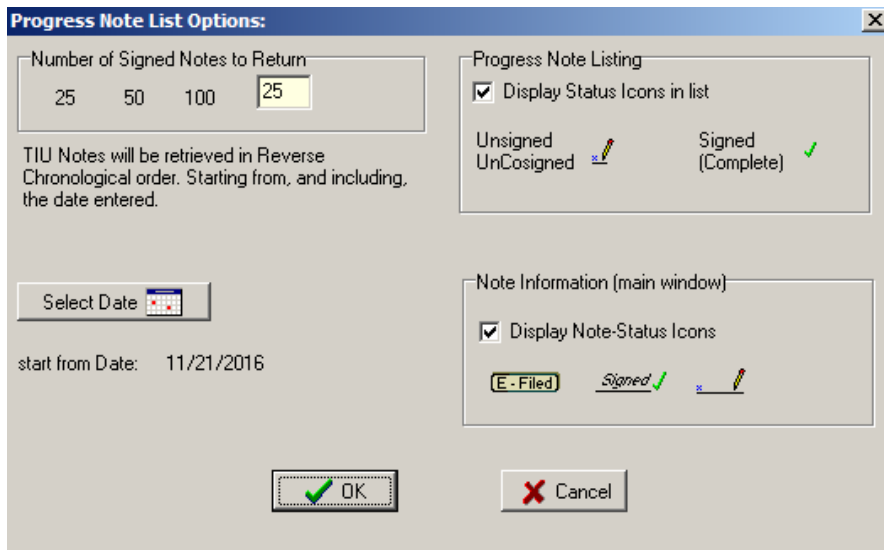 Progress Note List Options:
Number of Signed Notes to Return
25 50 100 25
TIU Notes will be retrieved in Reverse
Chronological order. Starting from, and including,
the date entered.
Select Date
start from Date: 11/21/2016
Progress Note Listing
Display Status Icons in list
Unsigned
UnCosigned
Signed
(Complete)
Note Information (main window)
Display Note-Status Icons
E - Filed Signed
OK
Cancel